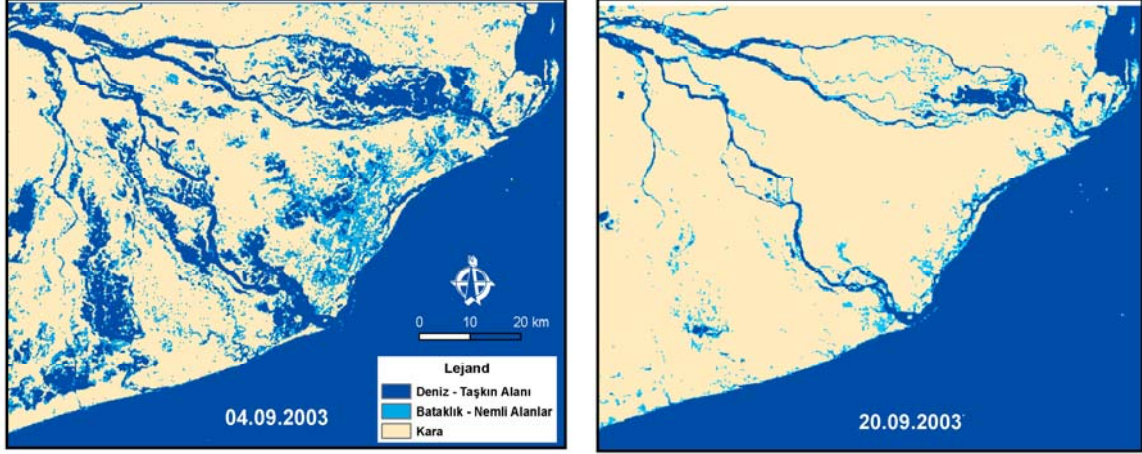 0 10 20 km
Lejand
Deniz - Taşkın Alanı
Bataklık - Nemli Alanlar
Kara
04.09.2003
20.09.2003